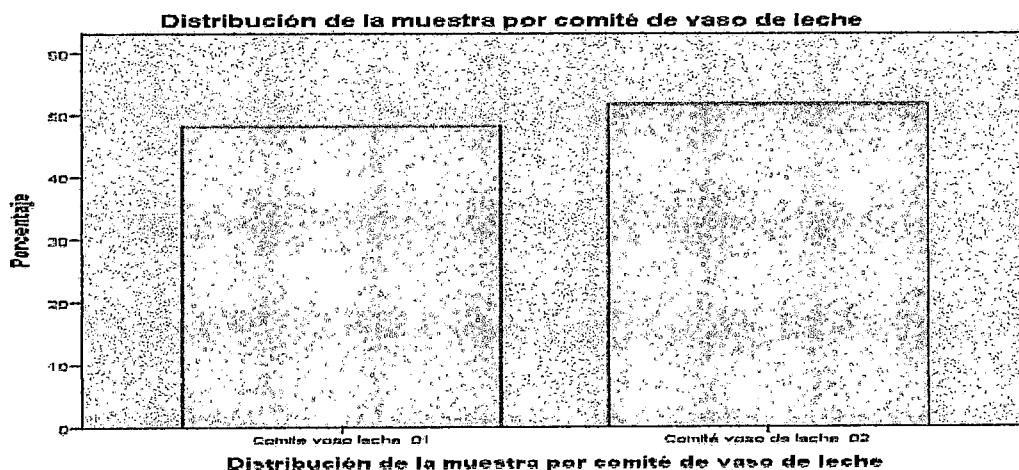 Distribución de la muestra por comité de vaso de leche
60
50
40
30
20
10
0
Porcentaje
Comite vaso leche 01
Comité vaso de leche 02
Distribución de la muestra por comité de vaso de leche